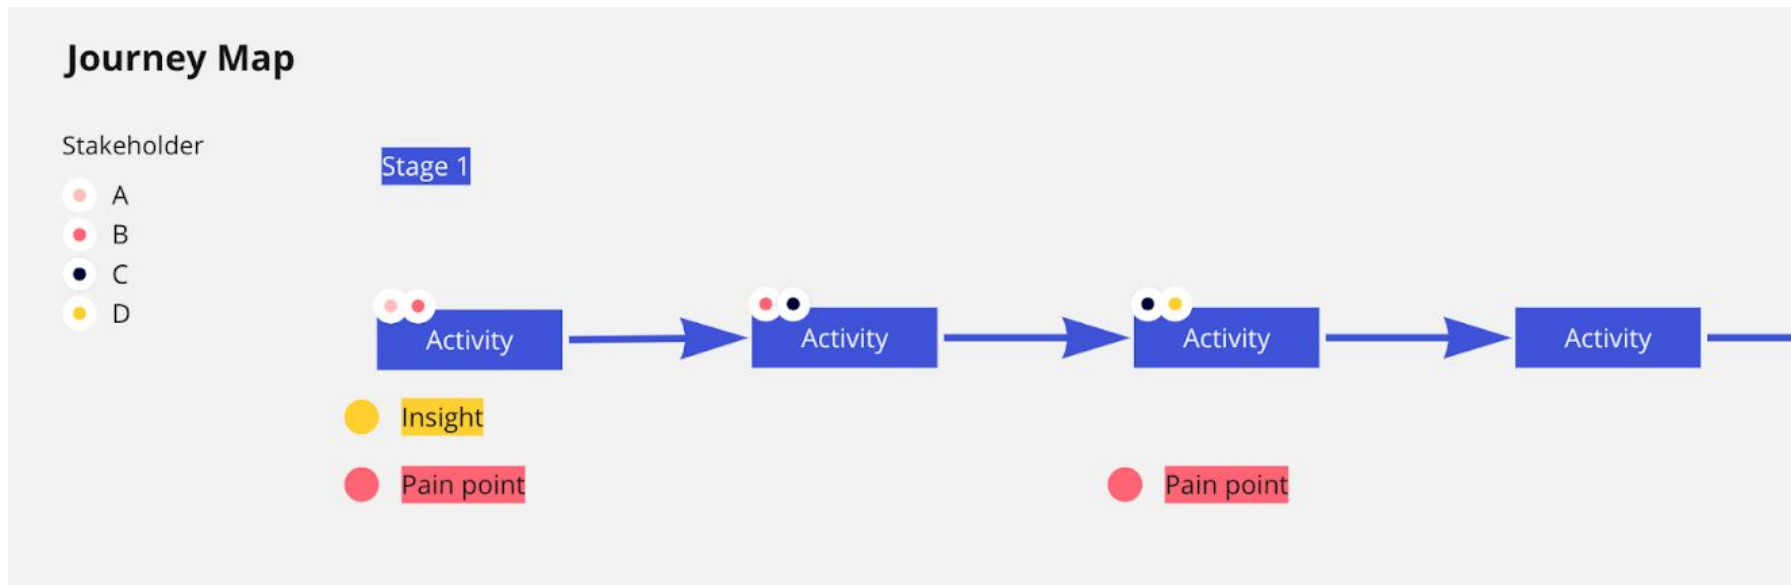 Journey Map
Stakeholder
A
B
C
D
Stage 1
Activity
Activity
Activity
Activity
Insight
Pain point
Pain point